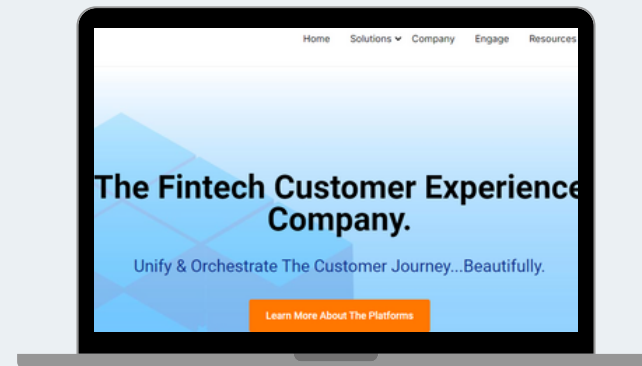 Home Solutions Company Engage Resources
The Fintech Customer Experience
Company.
Unify & Orchestrate The Customer Journey...Beautifully.
Learn More About The Platforms